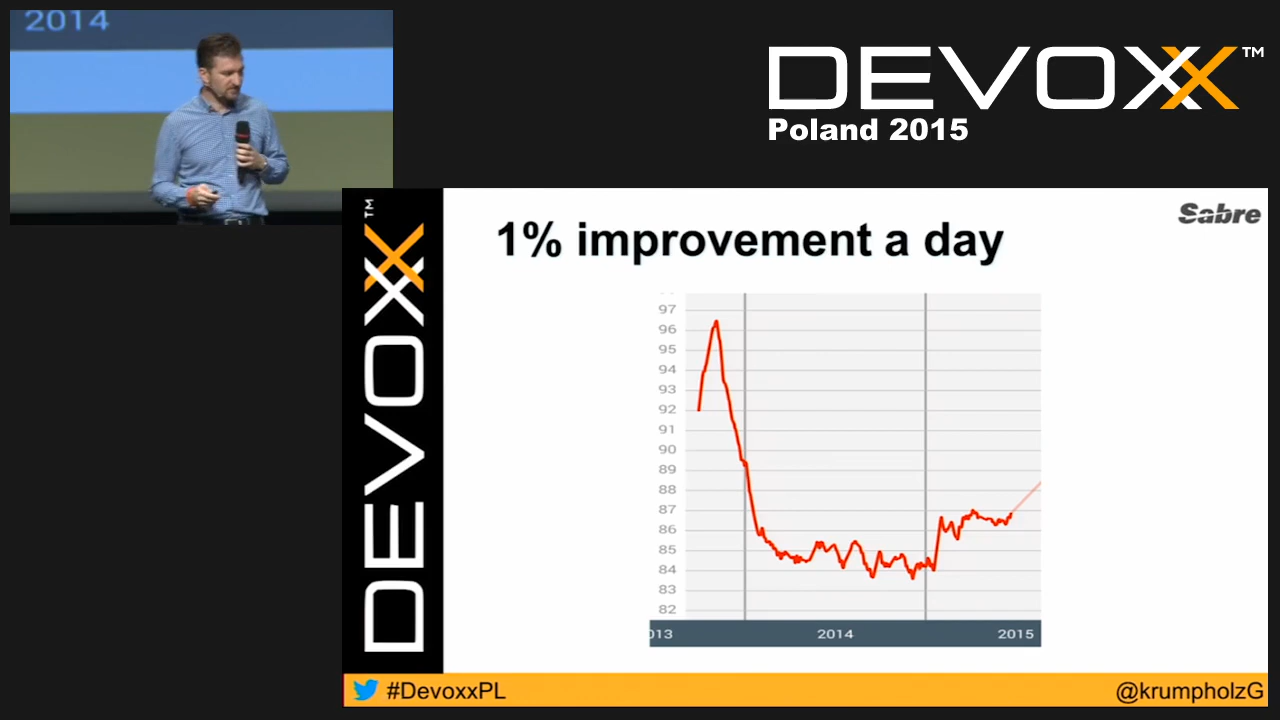 2014
DEVOXX™
Poland 2015
DEVOXX™
Sabre
1% improvement a day
97
96
95
94
93
92
91
90
89
88
87
86
85
84
83
82
013
2014
2015
#DevoxxPL
@krumpholzG